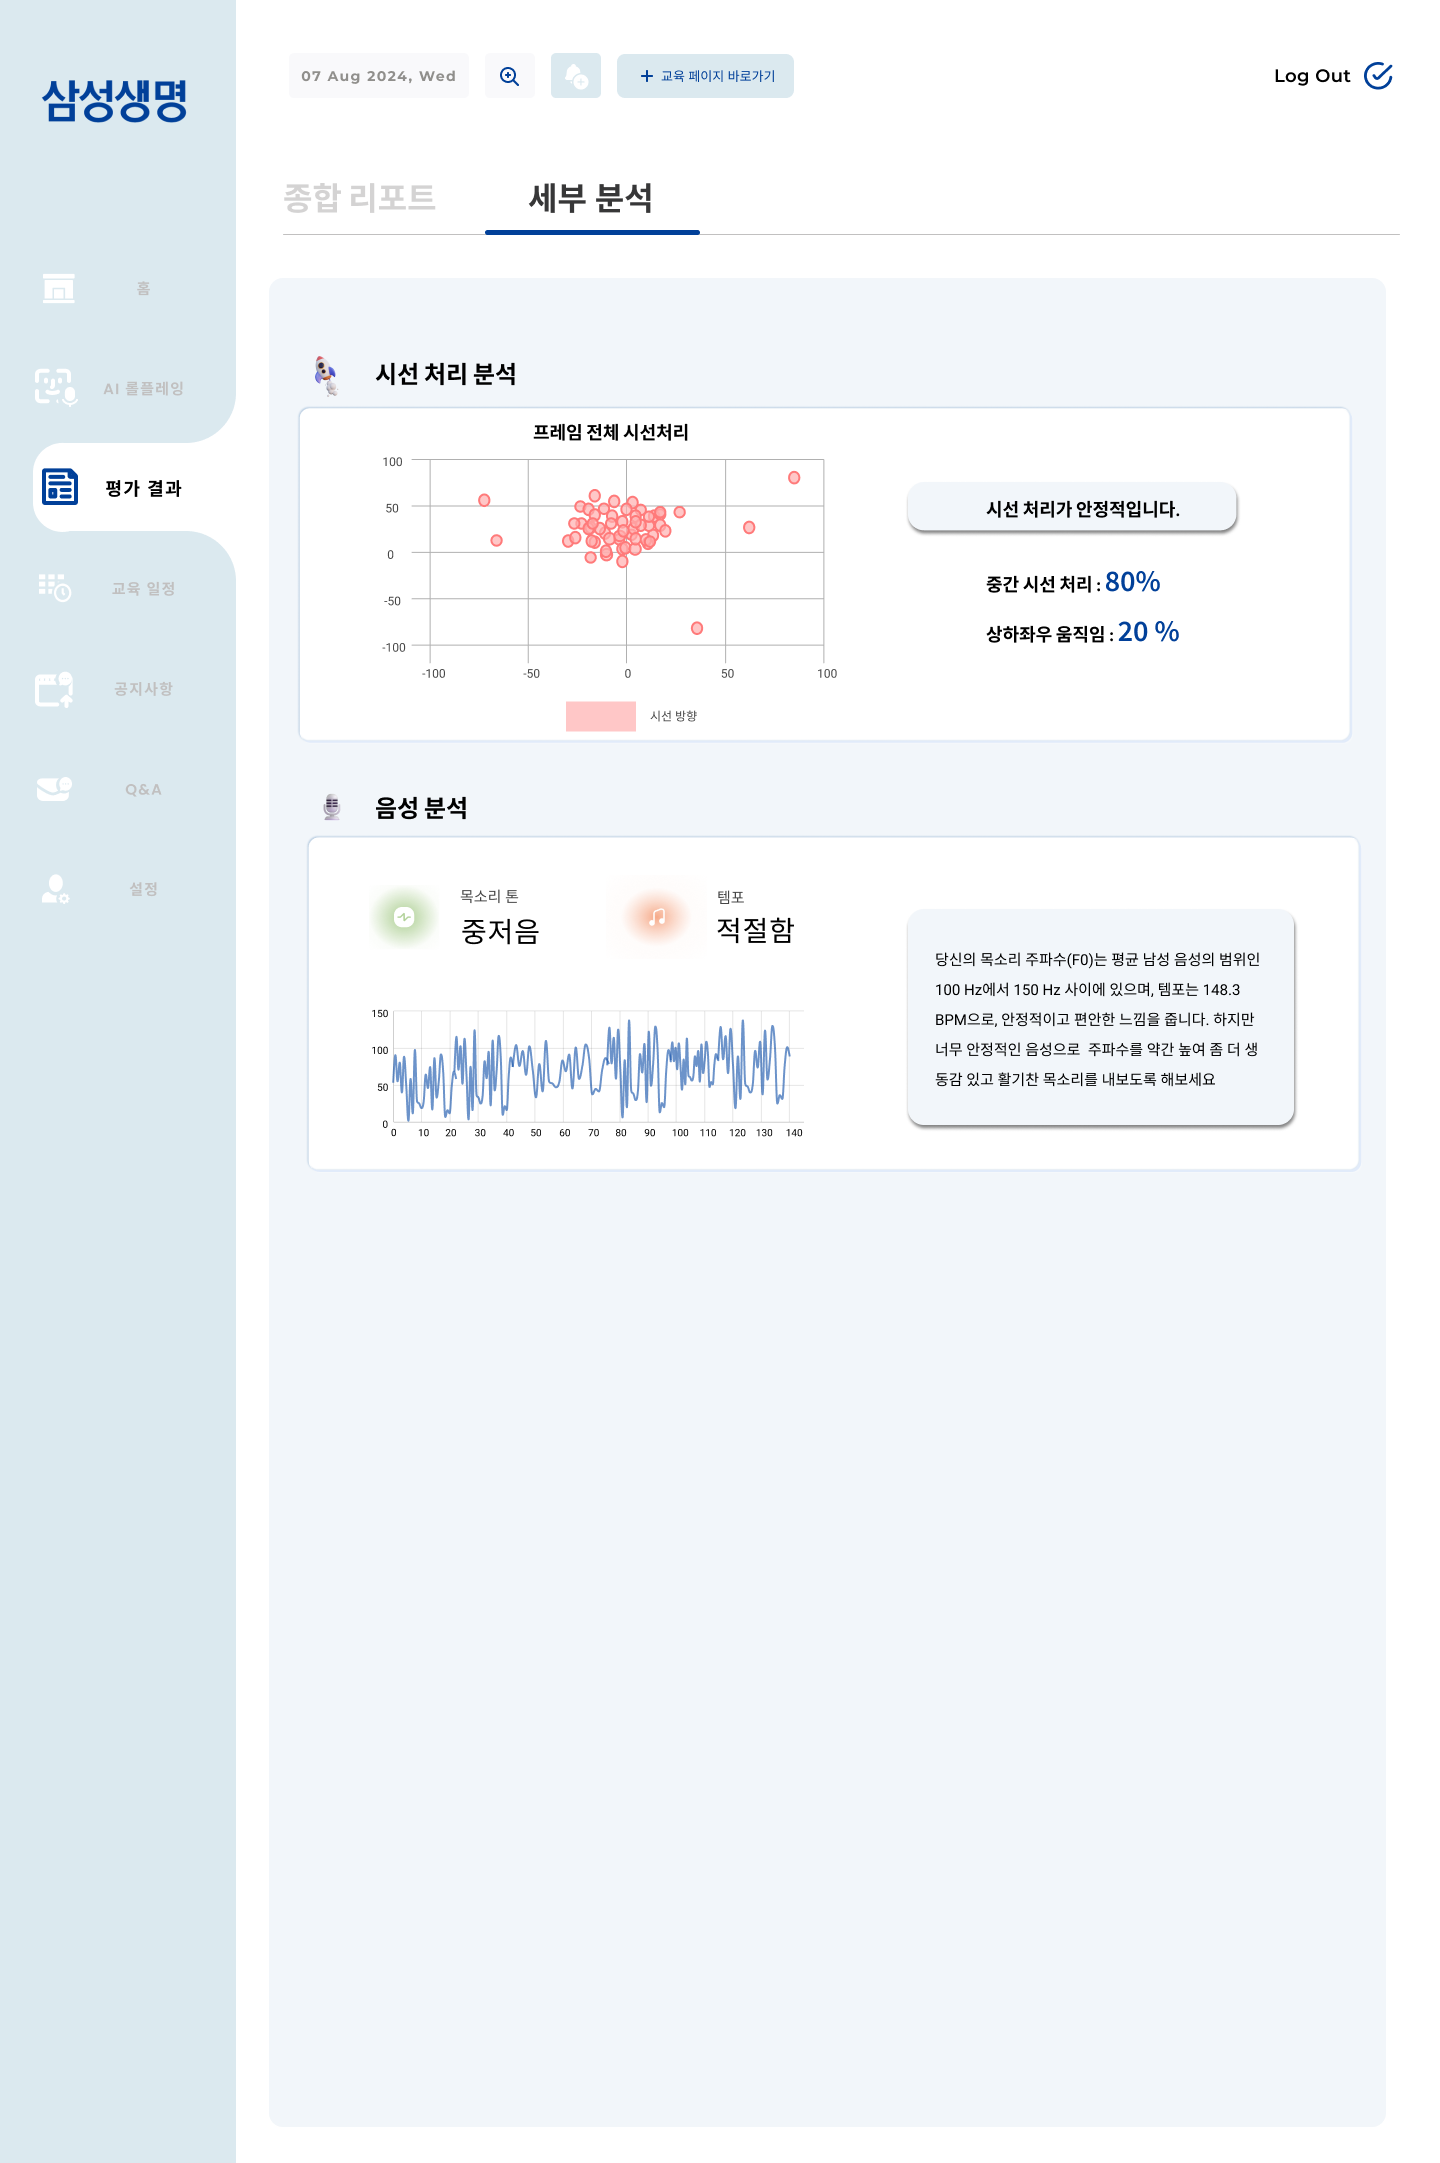 삼성생명
홈
AI 롤플레잉
평가 결과
교육 일정
공지사항
Q&A
설정
07 Aug 2024, Wed
교육 페이지 바로가기
Log Out
종합 리포트
세부 분석
시선 처리 분석
프레임 전체 시선처리
100
50
0
-50
-100
-100
-50
0
50
100
시선 방향
시선 처리가 안정적입니다.
중간 시선 처리 : 80%
상하좌우 움직임 : 20 %
음성 분석
목소리 톤
중저음
템포
적절함
150
100
50
0
0
10
20
30
40
50
60
70
80
90
100
110
120
130
140
당신의 목소리 주파수(F0)는 평균 남성 음성의 범위인
100 Hz에서 150 Hz 사이에 있으며, 템포는 148.3
BPM으로, 안정적이고 편안한 느낌을 줍니다. 하지만
너무 안정적인 음성으로  주파수를 약간 높여 좀 더 생
동감 있고 활기찬 목소리를 내보도록 해보세요